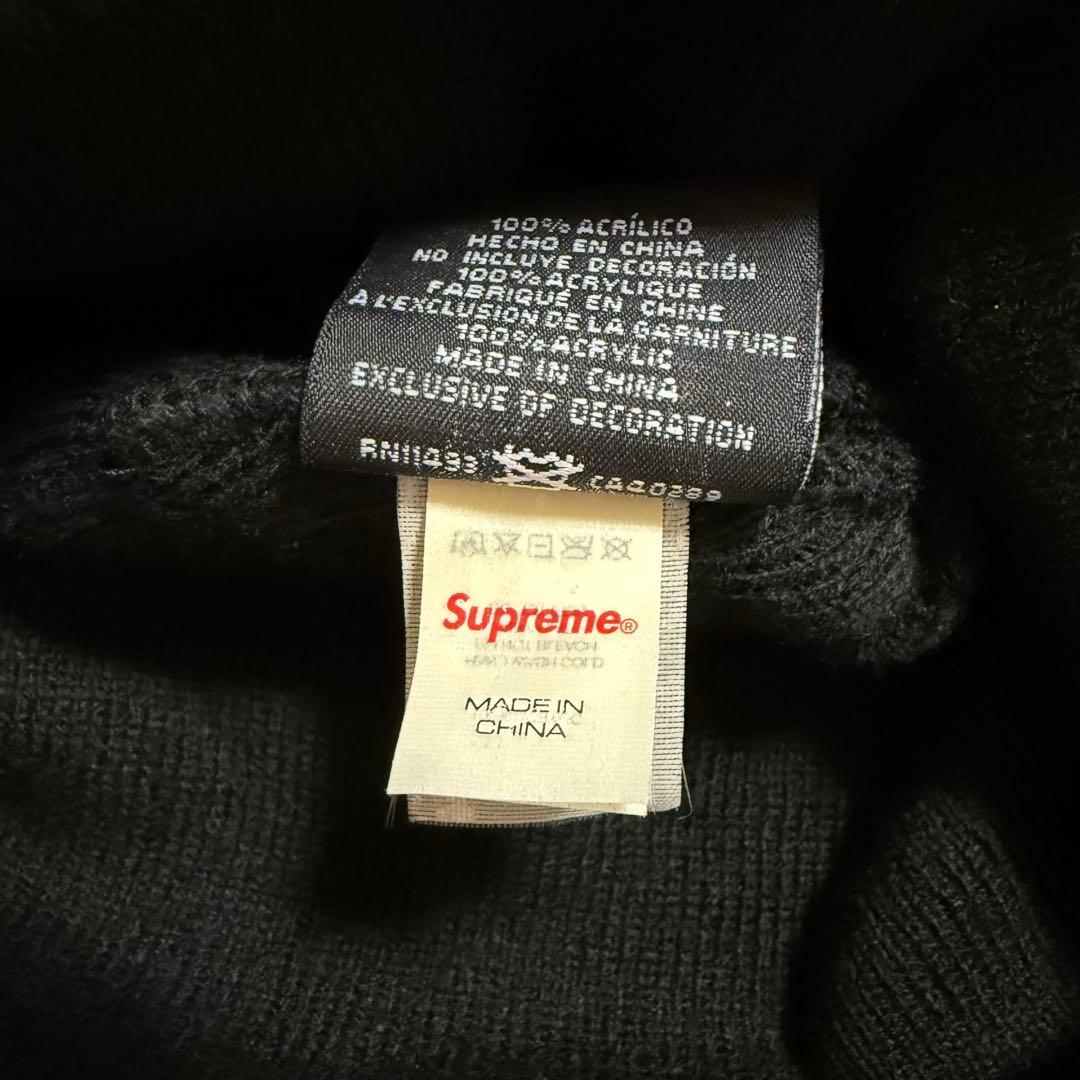 100% ACRÍLICO
HECHO EN CHINA
NO INCLUYE DECORACIÓN
100% ACRYLIQUE
FABRIQUÉ EN CHINE
A L'EXCLUSION DE LA GARNITURE
100% ACRYLIC
MADE IN CHINA
EXCLUSIVE OF DECORATION
Supreme®
MADE IN
CHINA